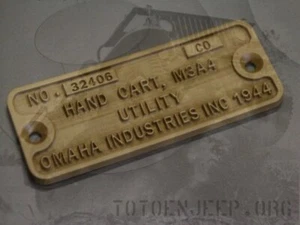 NO. 32406 CO
HAND CART, M3A4
UTILITY
OMAHA INDUSTRIES INC 1944
TOTOENJEEP.ORG